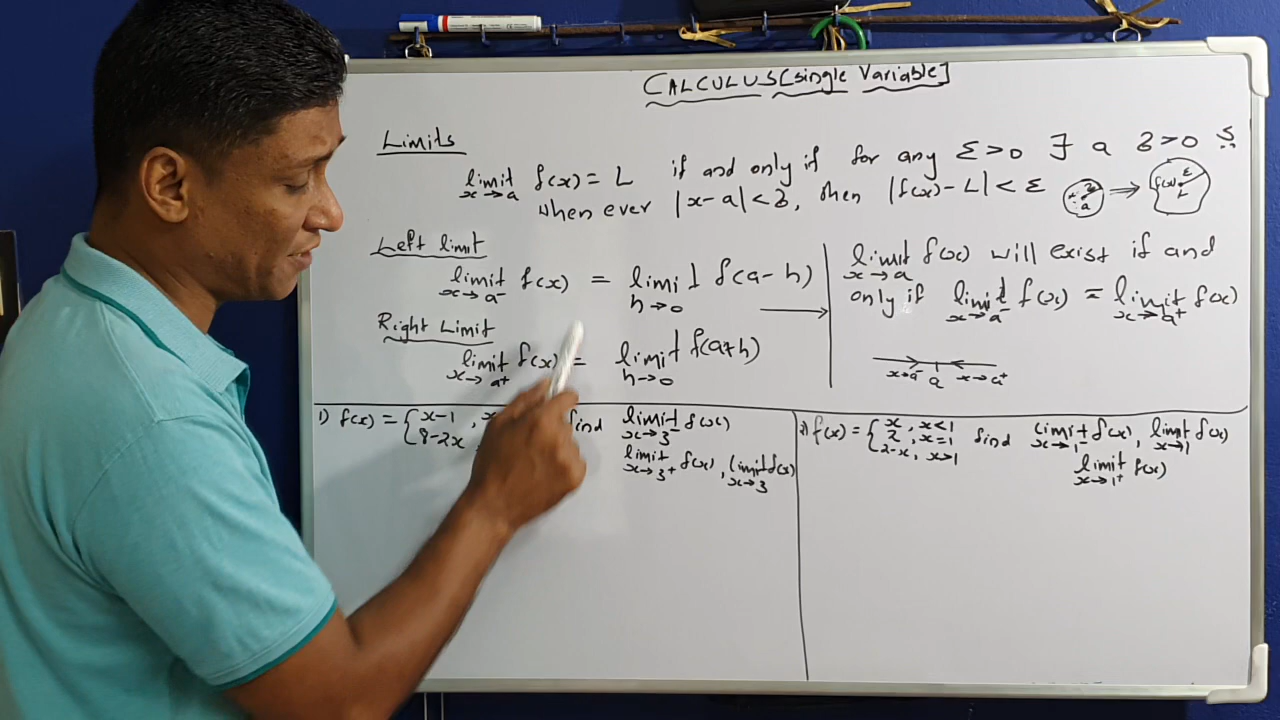 CALCULUS [Single Variable]
Limits
limit x→a f(x) = L if and only if for any ε>0 ∃ a δ>0 s.t.
when ever |x-a|<δ, then |f(x)-L|<ε
δ a ⟹ f(x) ε L
Left limit
limit x→a⁻ f(x) = limit h→0 f(a-h)
Right Limit
limit x→a⁺ f(x) = limit h→0 f(a+h)
limit x→a f(x) will exist if and
only if limit x→a⁻ f(x) = limit x→a⁺ f(x)
x→a⁻ a x→a⁺
1) f(x) = { x-1 , x find limit x→3⁻ f(x)
8-2x , limit x→3⁺ f(x), limit x→3 f(x)
2) f(x) = { x, x<1 find limit x→1⁻ f(x), limit x→1 f(x)
2, x=1
2-x, x>1 limit x→1⁺ f(x)